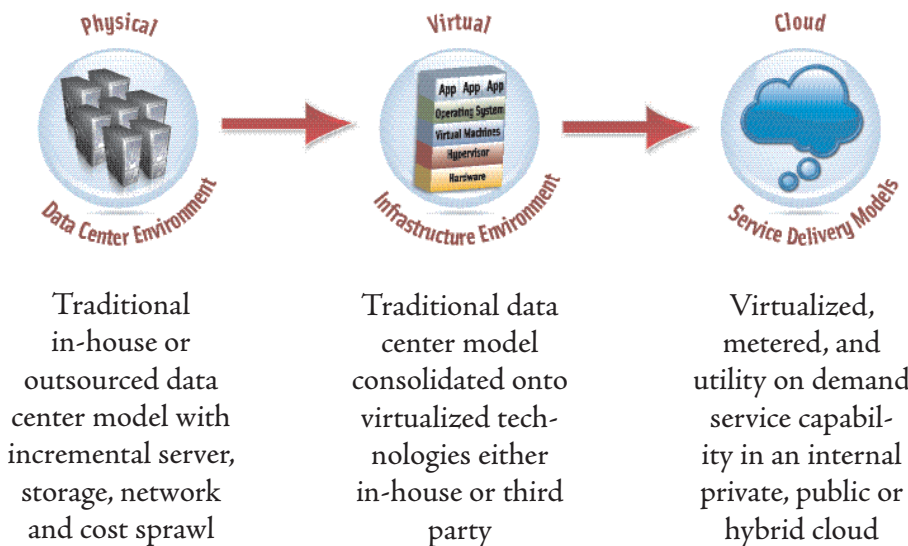 Physical
Data Center Environment
Traditional
in-house or
outsourced data
center model with
incremental server,
storage, network
and cost sprawl
Virtual
App App App
Operating System
Virtual Machines
Hypervisor
Hardware
Infrastructure Environment
Traditional data
center model
consolidated onto
virtualized tech-
nologies either
in-house or third
party
Cloud
Service Delivery Models
Virtualized,
metered, and
utility on demand
service capabil-
ity in an internal
private, public or
hybrid cloud